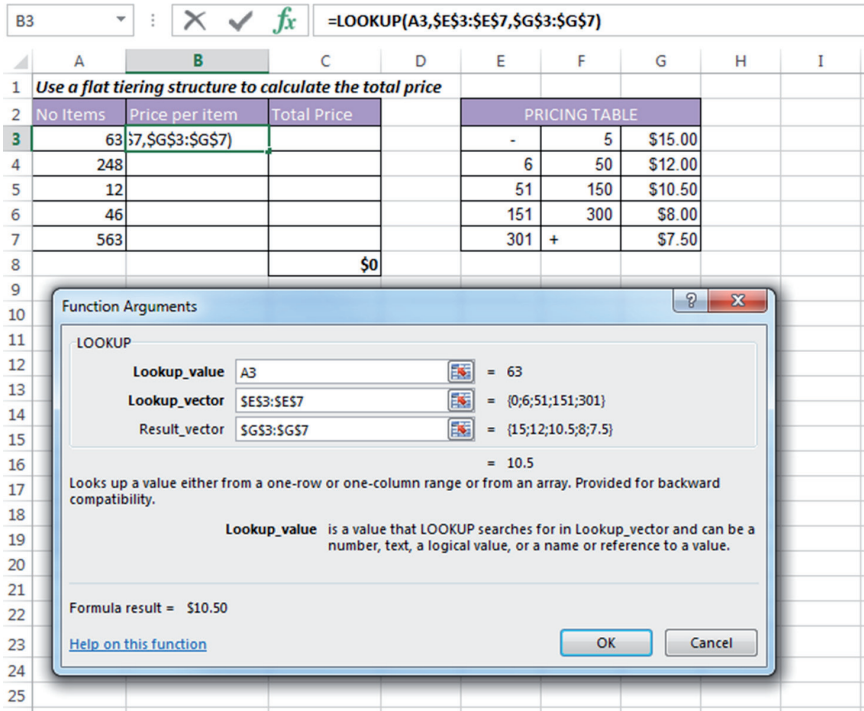 B3 fx =LOOKUP(A3,$E$3:$E$7,$G$3:$G$7)
A B C D E F G H I
1 Use a flat tiering structure to calculate the total price
2 No Items Price per item Total Price PRICING TABLE
3 63 $7,$G$3:$G$7) - 5 $15.00
4 248 6 50 $12.00
5 12 51 150 $10.50
6 46 151 300 $8.00
7 563 301 + $7.50
8 $0
9
10
11
12
13
14
15
16
17
18
19
20
21
22
23
24
25
Function Arguments ? X
LOOKUP
Lookup_value A3 = 63
Lookup_vector $E$3:$E$7 = {0;6;51;151;301}
Result_vector $G$3:$G$7 = {15;12;10.5;8;7.5}
= 10.5
Looks up a value either from a one-row or one-column range or from an array. Provided for backward
compatibility.
Lookup_value is a value that LOOKUP searches for in Lookup_vector and can be a
number, text, a logical value, or a name or reference to a value.
Formula result = $10.50
Help on this function OK Cancel